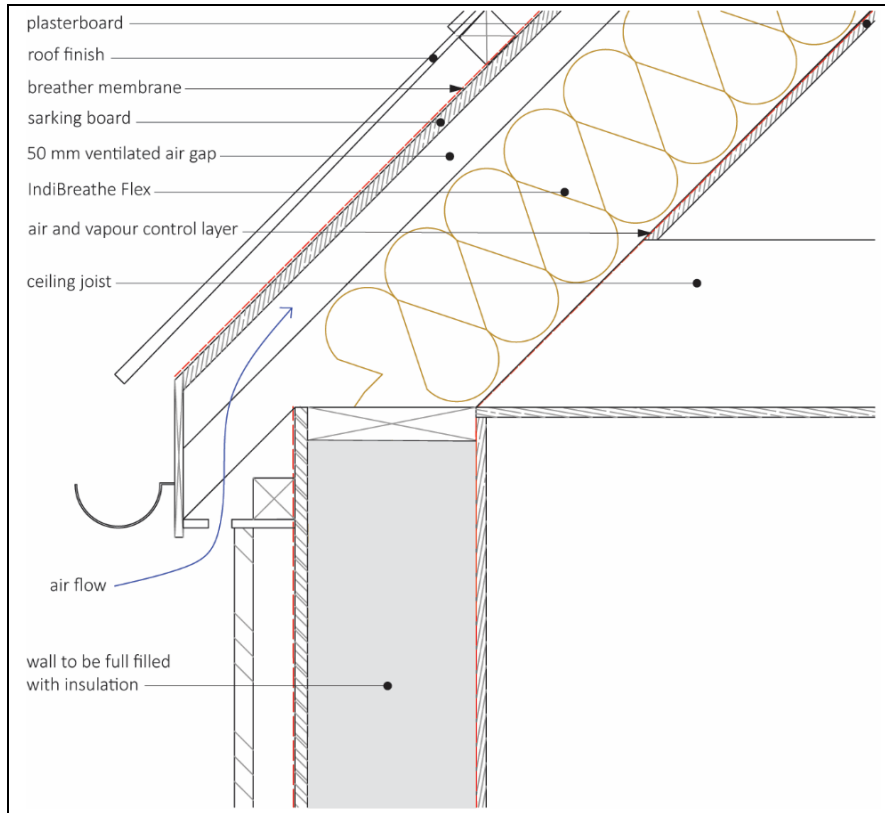 plasterboard
roof finish
breather membrane
sarking board
50 mm ventilated air gap
IndiBreathe Flex
air and vapour control layer
ceiling joist
air flow
wall to be full filled
with insulation